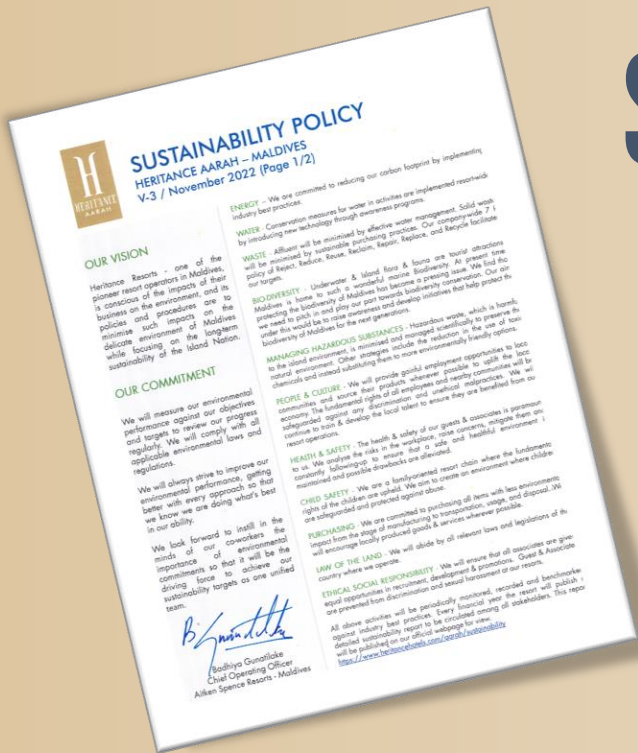 S
H
HERITANCE
AARAH
SUSTAINABILITY POLICY
HERITANCE AARAH – MALDIVES
V-3 / November 2022 (Page 1/2)
OUR VISION
Heritance Resorts - one of the
pioneer resort operators in Maldives,
is conscious of the impacts of their
business on the environment, and its
policies and procedures are to
minimise such impacts on the
delicate environment of Maldives
while focusing on the long-term
sustainability of the Island Nation.
OUR COMMITMENT
We will measure our environmental
performance against our objectives
and targets to review our progress
regularly. We will comply with all
applicable environmental laws and
regulations.
We will always strive to improve our
environmental performance, getting
better with every approach so that
we know we are doing what's best
in our ability.
We look forward to instill in the
minds of our coworkers the
importance of environmental
commitments so that it will be the
driving force to achieve our
sustainability targets as one unified
team.
Badhiya Gunatilake
Chief Operating Officer
Aitken Spence Resorts - Maldives
ENERGY – We are committed to reducing our carbon footprint by implementing
industry best practices.
WATER - Conservation measures for water in activities are implemented resort-wide
by introducing new technology through awareness programs.
WASTE - Affluent will be minimised by effective water management. Solid wast
will be minimised by sustainable purchasing practices. Our company-wide 7
policy of Reject, Reduce, Reuse, Reclaim, Repair, Replace, and Recycle facilitate
our targets.
BIO-DIVERSITY - Underwater & Island flora & fauna are tourist attractions
Maldives is home to such a wonderful marine Biodiversity. At present time
protecting the biodiversity of Maldives has become a pressing issue. We find tha
we need to pitch in and play our part towards biodiversity conservation. Our aim
under this would be to raise awareness and develop initiatives that help protect th
biodiversity of Maldives for the next generations.
MANAGING HAZARDOUS SUBSTANCES - Hazardous waste, which is harmfu
to the island environment, is minimised and managed scientifically to preserve th
natural environment. Other strategies include the reduction in the use of toxi
chemicals and instead substituting them to more environmentally friendly options.
PEOPLE & CULTURE - We will provide gainful employment opportunities to loca
communities and source their products whenever possible to uplift the loca
economy. The fundamental rights of all employees and nearby communities will b
safeguarded against any discrimination and unethical malpractices. We wi
continue to train & develop the local talent to ensure they are benefited from ou
resort operations.
HEALTH & SAFETY - The health & safety of our guests & associates is paramoun
to us. We analyse the risks in the workplace, raise concerns, mitigate them and
constantly following-up to ensure that a safe and healthful environment i
maintained and possible drawbacks are alleviated.
CHILD SAFETY - We are a family-oriented resort chain where the fundamenta
rights of the children are upheld. We aim to create an environment where children
are safeguarded and protected against abuse.
PURCHASING - We are committed to purchasing all items with less environmenta
impact from the stage of manufacturing to transportation, usage, and disposal. Wi
will encourage locally produced goods & services wherever possible.
LAW OF THE LAND - We will abide by all relevant laws and legislations of th
country where we operate.
ETHICAL SOCIAL RESPONSIBILITY - We will ensure that all associates are give
equal opportunities in recruitment, development & promotions. Guest & Associate
are prevented from discrimination and sexual harassment at our resorts.
All above activities will be periodically monitored, recorded and benchmarke
against industry best practices. Every financial year the resort will publish
detailed sustainability report to be circulated among all stakeholders. This repor
will be published on our official webpage for view.
https://www.heritancehotels.com/aarah/sustainability